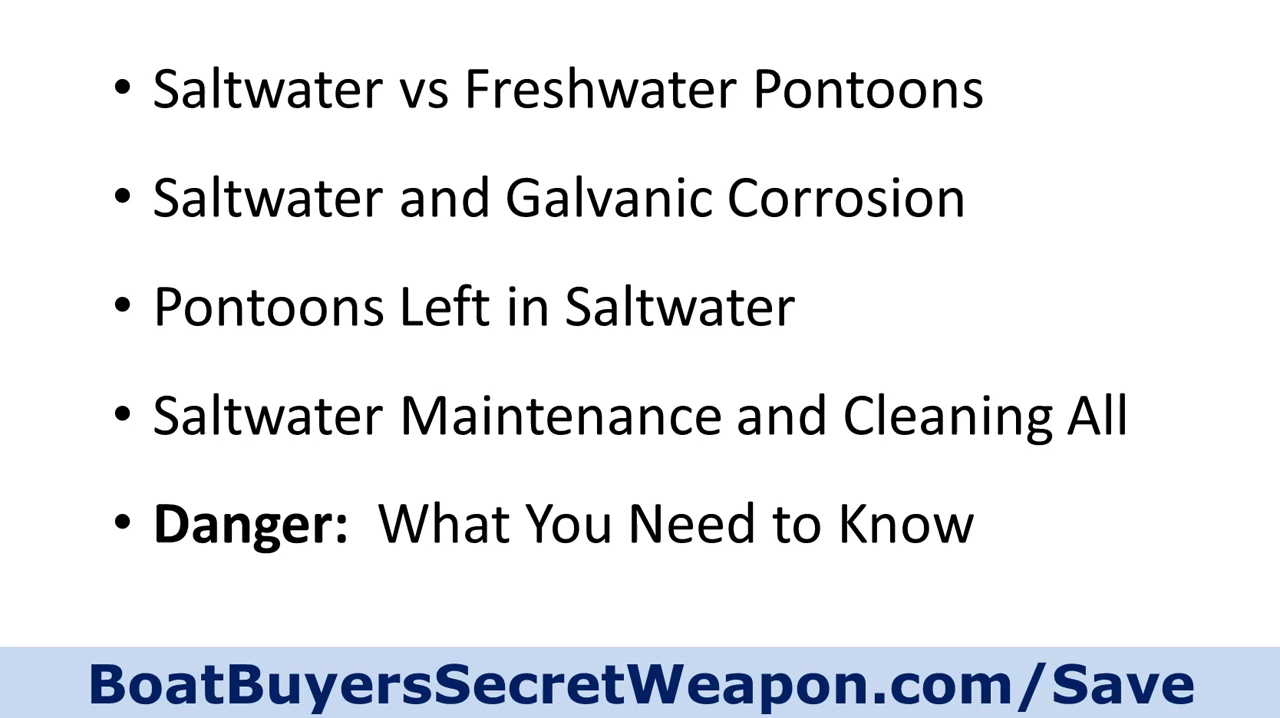 • Saltwater vs Freshwater Pontoons
• Saltwater and Galvanic Corrosion
• Pontoons Left in Saltwater
• Saltwater Maintenance and Cleaning All
• Danger:  What You Need to Know
BoatBuyersSecretWeapon.com/Save